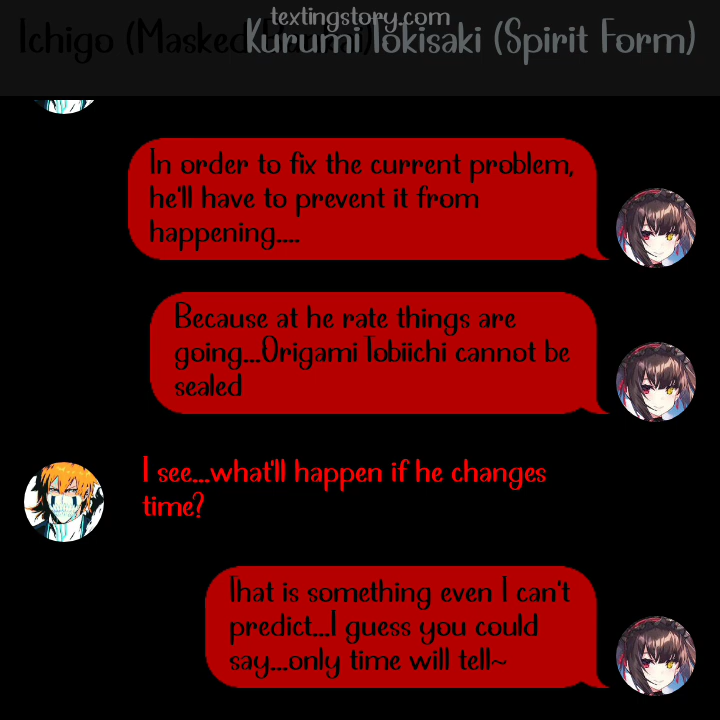 textingstory.com
Ichigo (Masked
Kurumi Tokisaki (Spirit Form)
In order to fix the current problem,
he'll have to prevent it from
happening....
Because at he rate things are
going...Origami Tobiichi cannot be
sealed
I see...what'll happen if he changes
time?
That is something even I can't
predict...I guess you could
say...only time will tell~